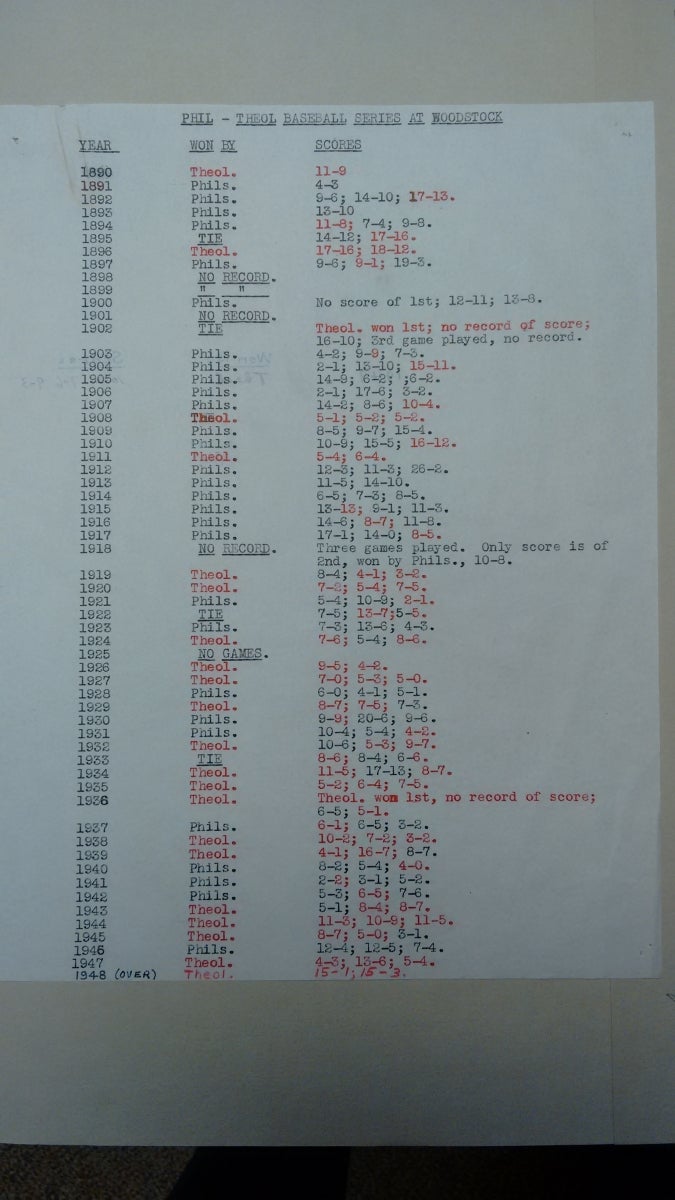 PHIL - THEOL BASEBALL SERIES AT WOODSTOCK
YEAR WON BY SCORES
1890 Theol. 11-9
1891 Phils. 4-3
1892 Phils. 9-6; 14-10; 17-13.
1893 Phils. 13-10
1894 Phils. 11-8; 7-4; 9-8.
1895 TIE 14-12; 17-16.
1896 Theol. 17-16; 18-12.
1897 Phils. 9-6; 9-1; 19-3.
1898 NO RECORD.
1899 " "
1900 Phils. No score of 1st; 12-11; 13-8.
1901 NO RECORD.
1902 TIE Theol. won 1st; no record of score;
16-10; 3rd game played, no record.
1903 Phils. 4-2; 9-9; 7-3.
1904 Phils. 2-1; 13-10; 15-11.
1905 Phils. 14-9; 6-2; ;6-2.
1906 Phils. 2-1; 17-6; 3-2.
1907 Phils. 14-2; 8-6; 10-4.
1908 Theol. 5-1; 5-2; 5-2.
1909 Phils. 8-5; 9-7; 15-4.
1910 Phils. 10-9; 15-5; 16-12.
1911 Theol. 5-4; 6-4.
1912 Phils. 12-3; 11-3; 26-2.
1913 Phils. 11-5; 14-10.
1914 Phils. 6-5; 7-3; 8-5.
1915 Phils. 13-13; 9-1; 11-3.
1916 Phils. 14-6; 8-7; 11-8.
1917 Phils. 17-1; 14-0; 8-5.
1918 NO RECORD. Three games played. Only score is of
2nd, won by Phils., 10-8.
1919 Theol. 8-4; 4-1; 3-2.
1920 Theol. 7-2; 5-4; 7-5.
1921 Phils. 5-4; 10-9; 2-1.
1922 TIE 7-5; 13-7;5-5.
1923 Phils. 7-3; 13-6; 4-3.
1924 Theol. 7-6; 5-4; 8-6.
1925 NO GAMES.
1926 Theol. 9-5; 4-2.
1927 Theol. 7-0; 5-3; 5-0.
1928 Phils. 6-0; 4-1; 5-1.
1929 Theol. 8-7; 7-5; 7-3.
1930 Phils. 9-9; 20-6; 9-6.
1931 Phils. 10-4; 5-4; 4-2.
1932 Theol. 10-6; 5-3; 9-7.
1933 TIE 8-6; 8-4; 6-6.
1934 Theol. 11-5; 17-13; 8-7.
1935 Theol. 5-2; 6-4; 7-5.
1936 Theol. Theol. won 1st, no record of score;
6-5; 5-1.
1937 Phils. 6-1; 6-5; 3-2.
1938 Theol. 10-2; 7-2; 3-2.
1939 Theol. 4-1; 16-7; 8-7.
1940 Phils. 8-2; 5-4; 4-0.
1941 Phils. 2-2; 3-1; 5-2.
1942 Phils. 5-3; 6-5; 7-6.
1943 Theol. 5-1; 8-4; 8-7.
1944 Theol. 11-3; 10-9; 11-5.
1945 Theol. 8-7; 5-0; 3-1.
1946 Phils. 12-4; 12-5; 7-4.
1947 Theol. 4-3; 13-6; 5-4.
1948 (OVER) Theol. 15-1; 15-3.